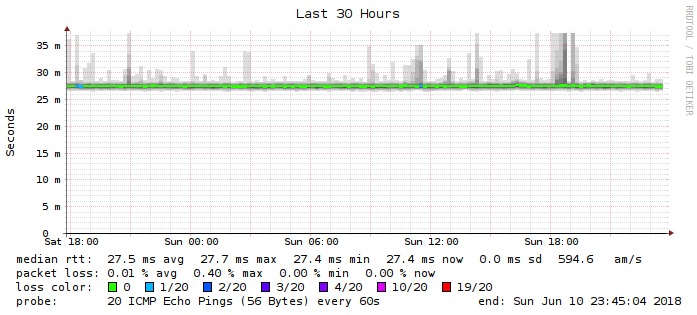 Last 30 Hours
RRDTOOL / TOBI OETIKER
Seconds
35 m
30 m
25 m
20 m
15 m
10 m
5 m
0
Sat 18:00 Sun 00:00 Sun 06:00 Sun 12:00 Sun 18:00
median rtt: 27.5 ms avg 27.7 ms max 27.4 ms min 27.4 ms now 0.0 ms sd 594.6 am/s
packet loss: 0.01 % avg 0.40 % max 0.00 % min 0.00 % now
loss color: 0 1/20 2/20 3/20 4/20 10/20 19/20
probe: 20 ICMP Echo Pings (56 Bytes) every 60s end: Sun Jun 10 23:45:04 2018